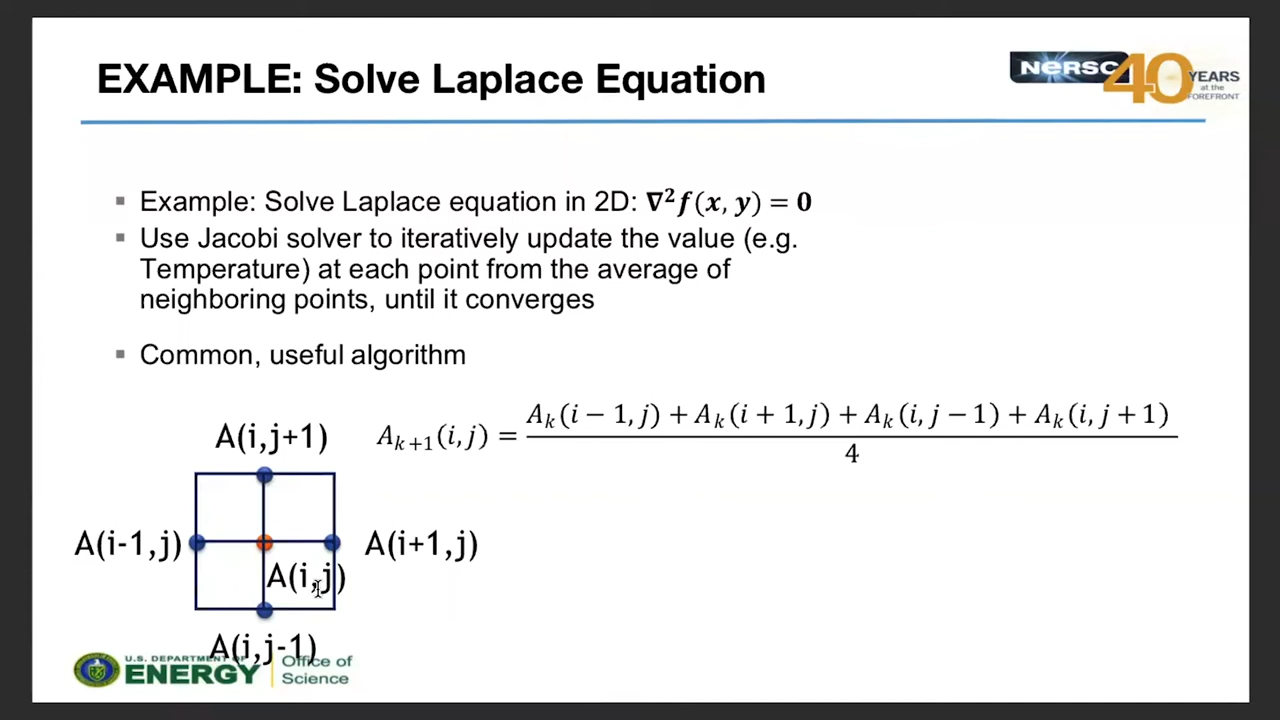 EXAMPLE: Solve Laplace Equation
NERSC 40 YEARS
at the
FOREFRONT
▪ Example: Solve Laplace equation in 2D: ∇²f(x, y) = 0
▪ Use Jacobi solver to iteratively update the value (e.g.
Temperature) at each point from the average of
neighboring points, until it converges
▪ Common, useful algorithm
A_{k+1}(i, j) = \frac{A_k(i − 1, j) + A_k(i + 1, j) + A_k(i, j − 1) + A_k(i, j + 1)}{4}
A(i,j+1)
A(i-1,j)
A(i+1,j)
A(i,j)
A(i,j-1)
U.S. DEPARTMENT OF
ENERGY
Office of
Science